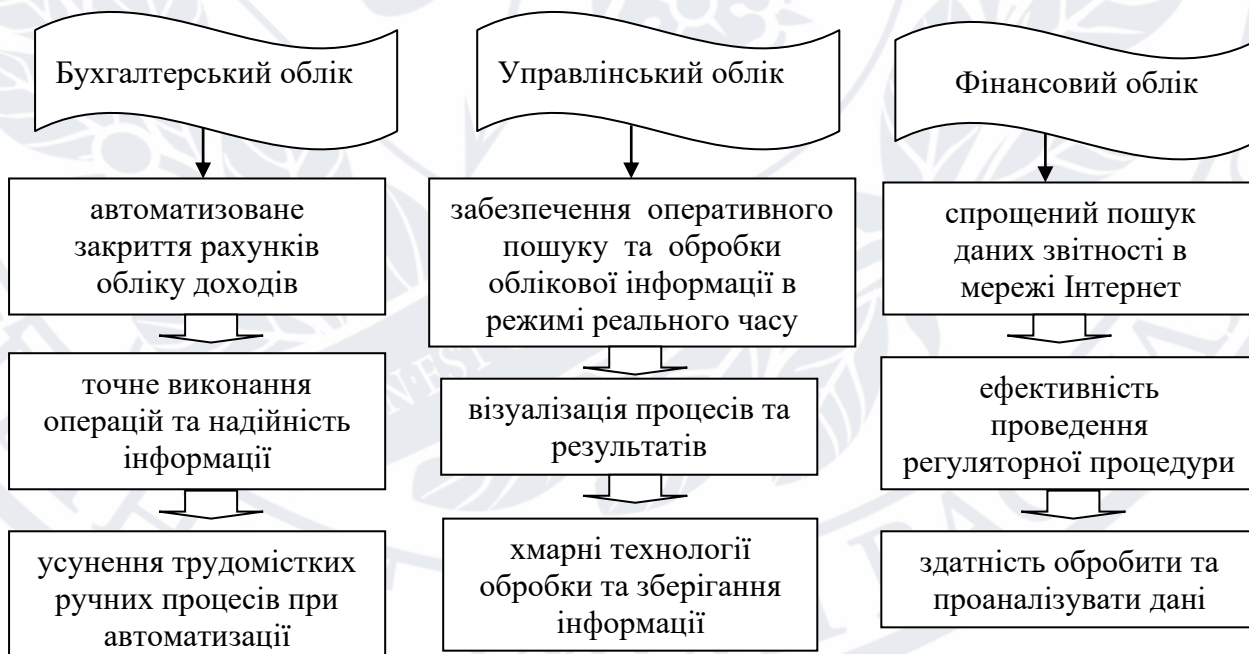 Бухгалтерський облік
автоматизоване
закриття рахунків
обліку доходів
точне виконання
операцій та надійність
інформації
усунення трудомістких
ручних процесів при
автоматизації
Управлінський облік
забезпечення оперативного
пошуку та обробки
облікової інформації в
режимі реального часу
візуалізація процесів та
результатів
хмарні технології
обробки та зберігання
інформації
Фінансовий облік
спрощений пошук
даних звітності в
мережі Інтернет
ефективність
проведення
регуляторної процедури
здатність обробити та
проаналізувати дані